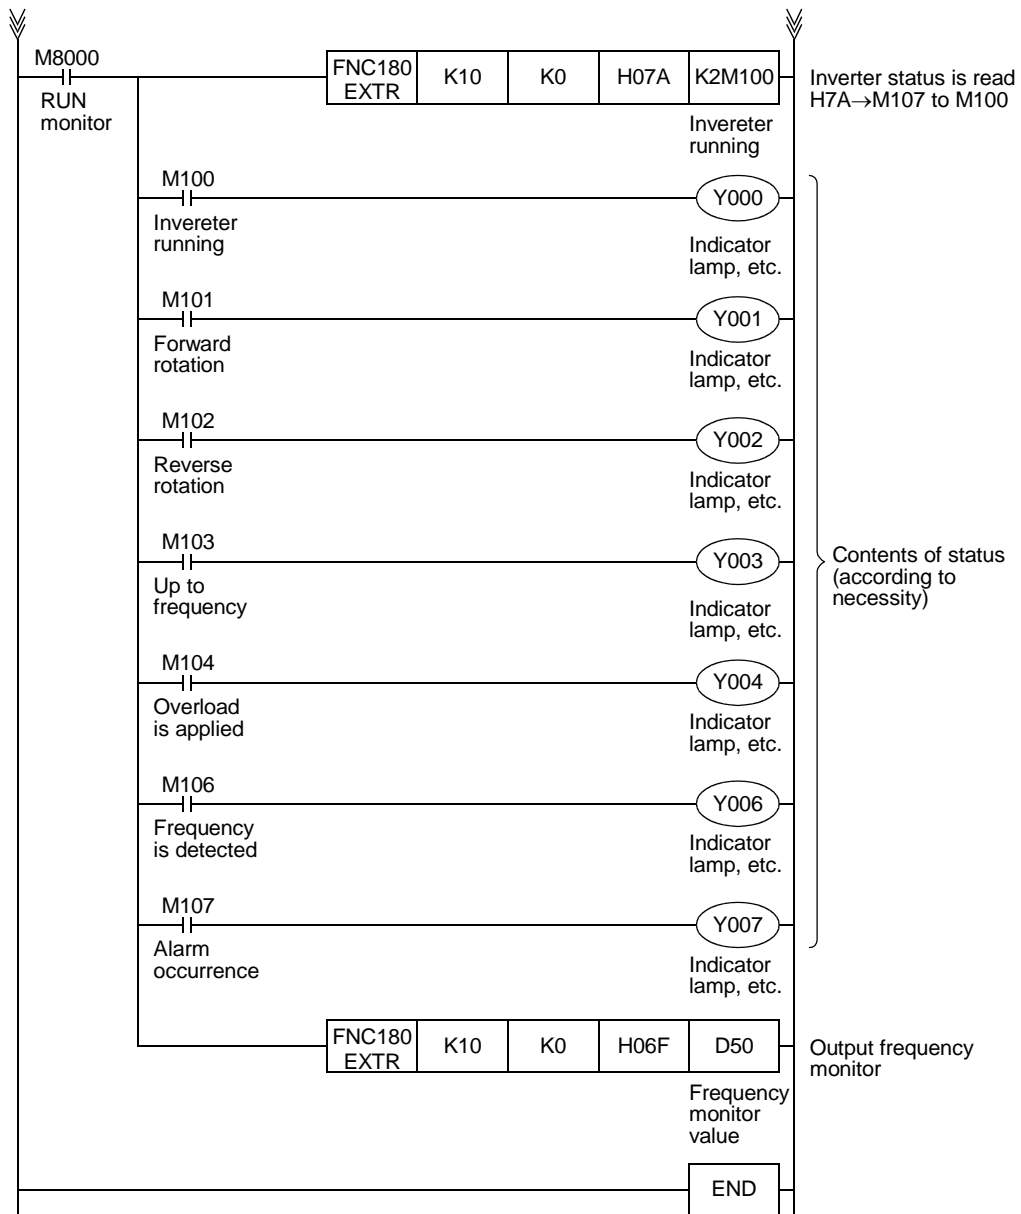 M8000
RUN
monitor
FNC180
EXTR
K10
K0
H07A
K2M100
Inverter status is read
H7A→M107 to M100
Invereter
running
M100
Invereter
running
Y000
Indicator
lamp, etc.
M101
Forward
rotation
Y001
Indicator
lamp, etc.
M102
Reverse
rotation
Y002
Indicator
lamp, etc.
M103
Up to
frequency
Y003
Indicator
lamp, etc.
Contents of status
(according to
necessity)
M104
Overload
is applied
Y004
Indicator
lamp, etc.
M106
Frequency
is detected
Y006
Indicator
lamp, etc.
M107
Alarm
occurrence
Y007
Indicator
lamp, etc.
FNC180
EXTR
K10
K0
H06F
D50
Output frequency
monitor
Frequency
monitor
value
END